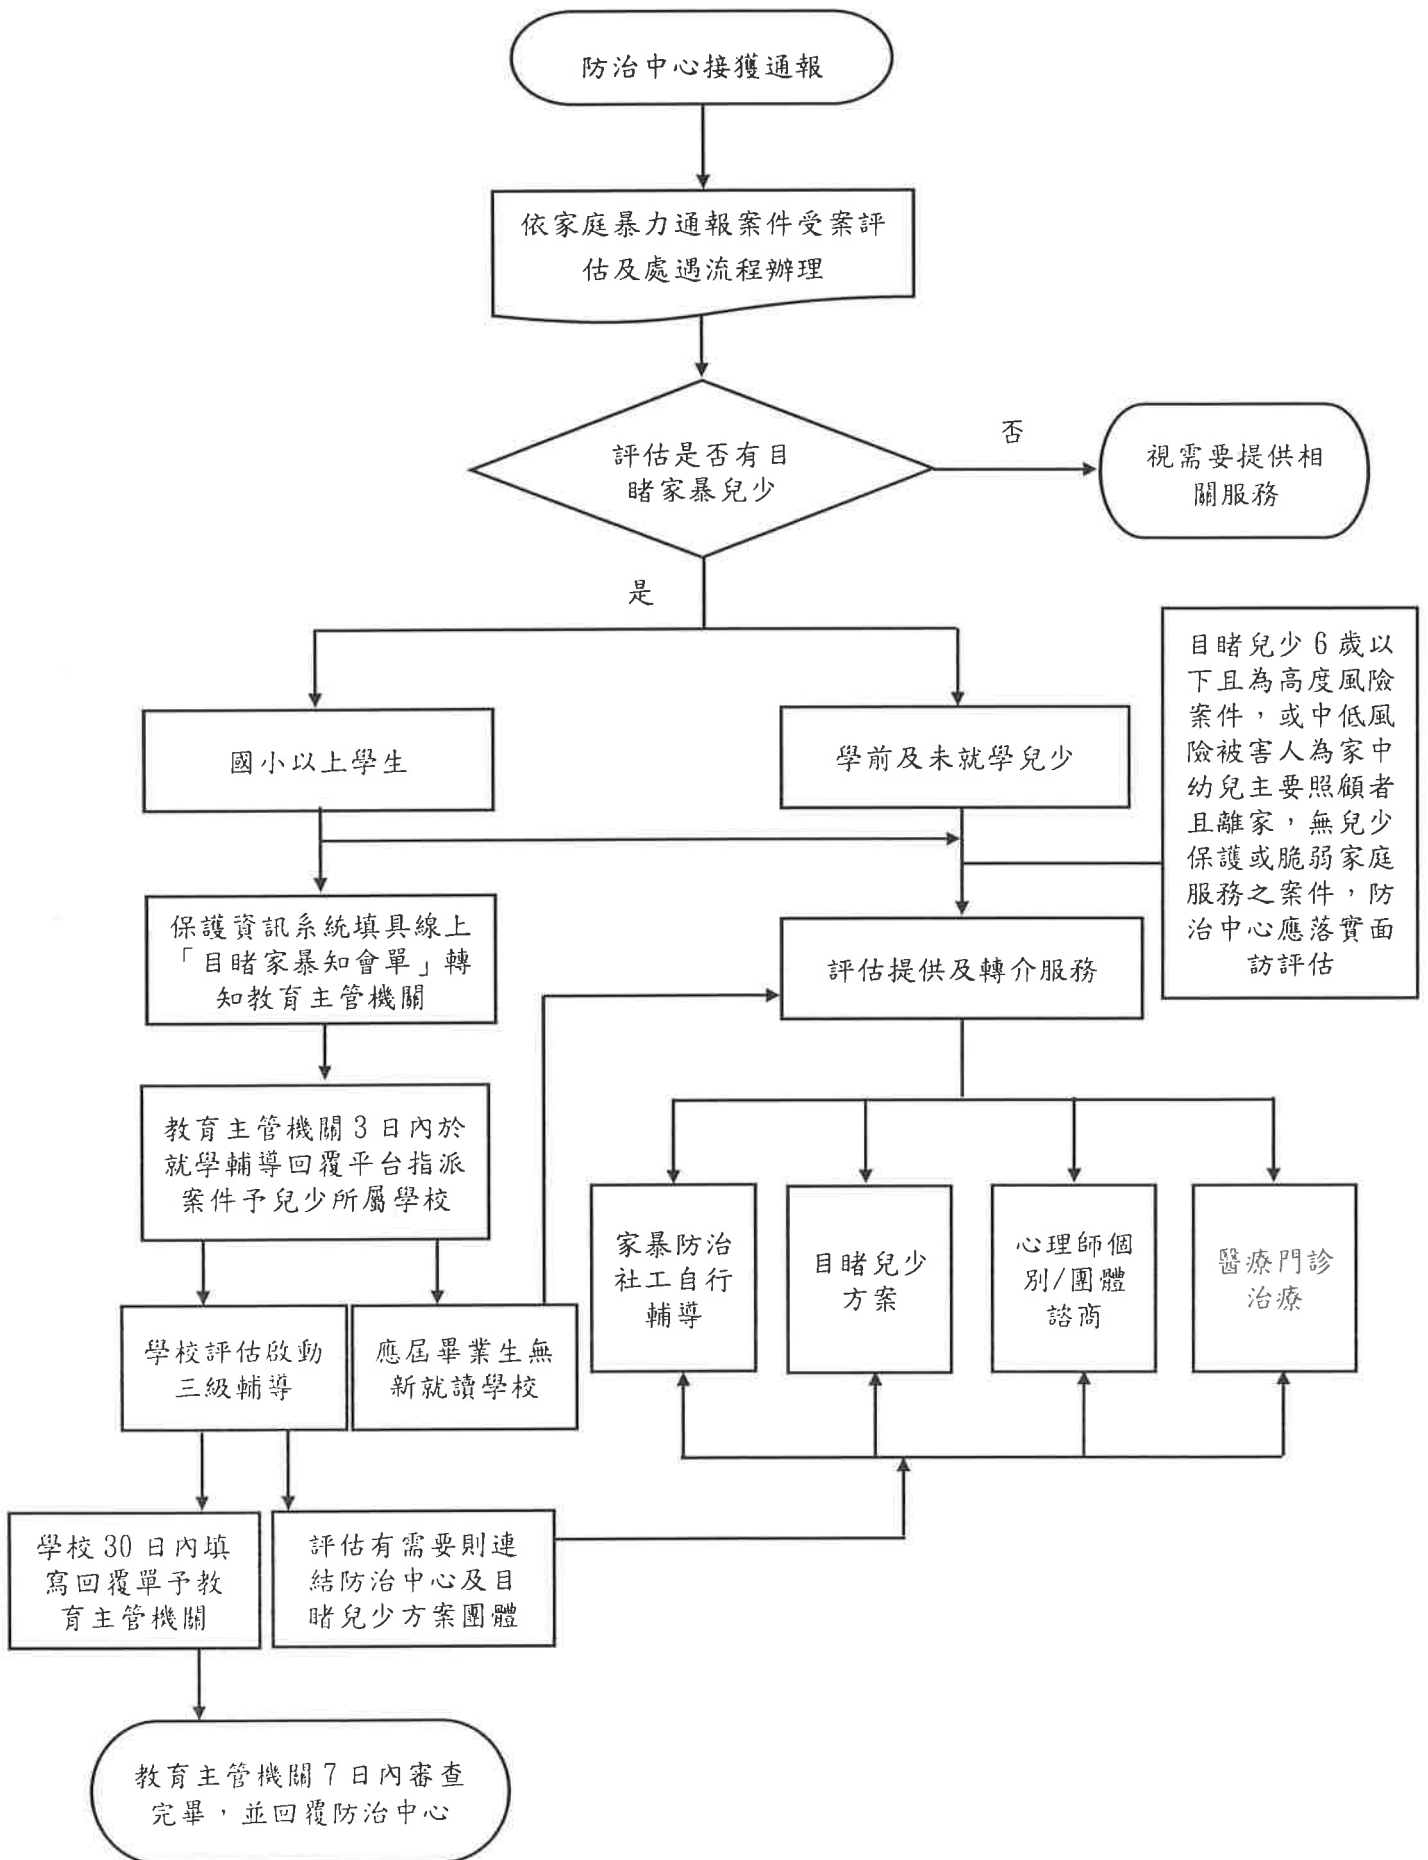 防治中心接獲通報
依家庭暴力通報案件受案評
估及處遇流程辦理
評估是否有目
睹家暴兒少
否
視需要提供相
關服務
是
目睹兒少6歲以
下且為高度風險
案件，或中低風
險被害人為家中
幼兒主要照顧者
且離家，無兒少
保護或脆弱家庭
服務之案件，防
治中心應落實面
訪評估
國小以上學生
學前及未就學兒少
保護資訊系統填具線上
「目睹家暴知會單」轉
知教育主管機關
評估提供及轉介服務
教育主管機關3日內於
就學輔導回覆平台指派
案件予兒少所屬學校
家暴防治
社工自行
輔導
目睹兒少
方案
心理師個
別/團體
諮商
醫療門診
治療
學校評估啟動
三級輔導
應屆畢業生無
新就讀學校
學校30日內填
寫回覆單予教
育主管機關
評估有需要則連
結防治中心及目
睹兒少方案團體
教育主管機關7日內審查
完畢，並回覆防治中心